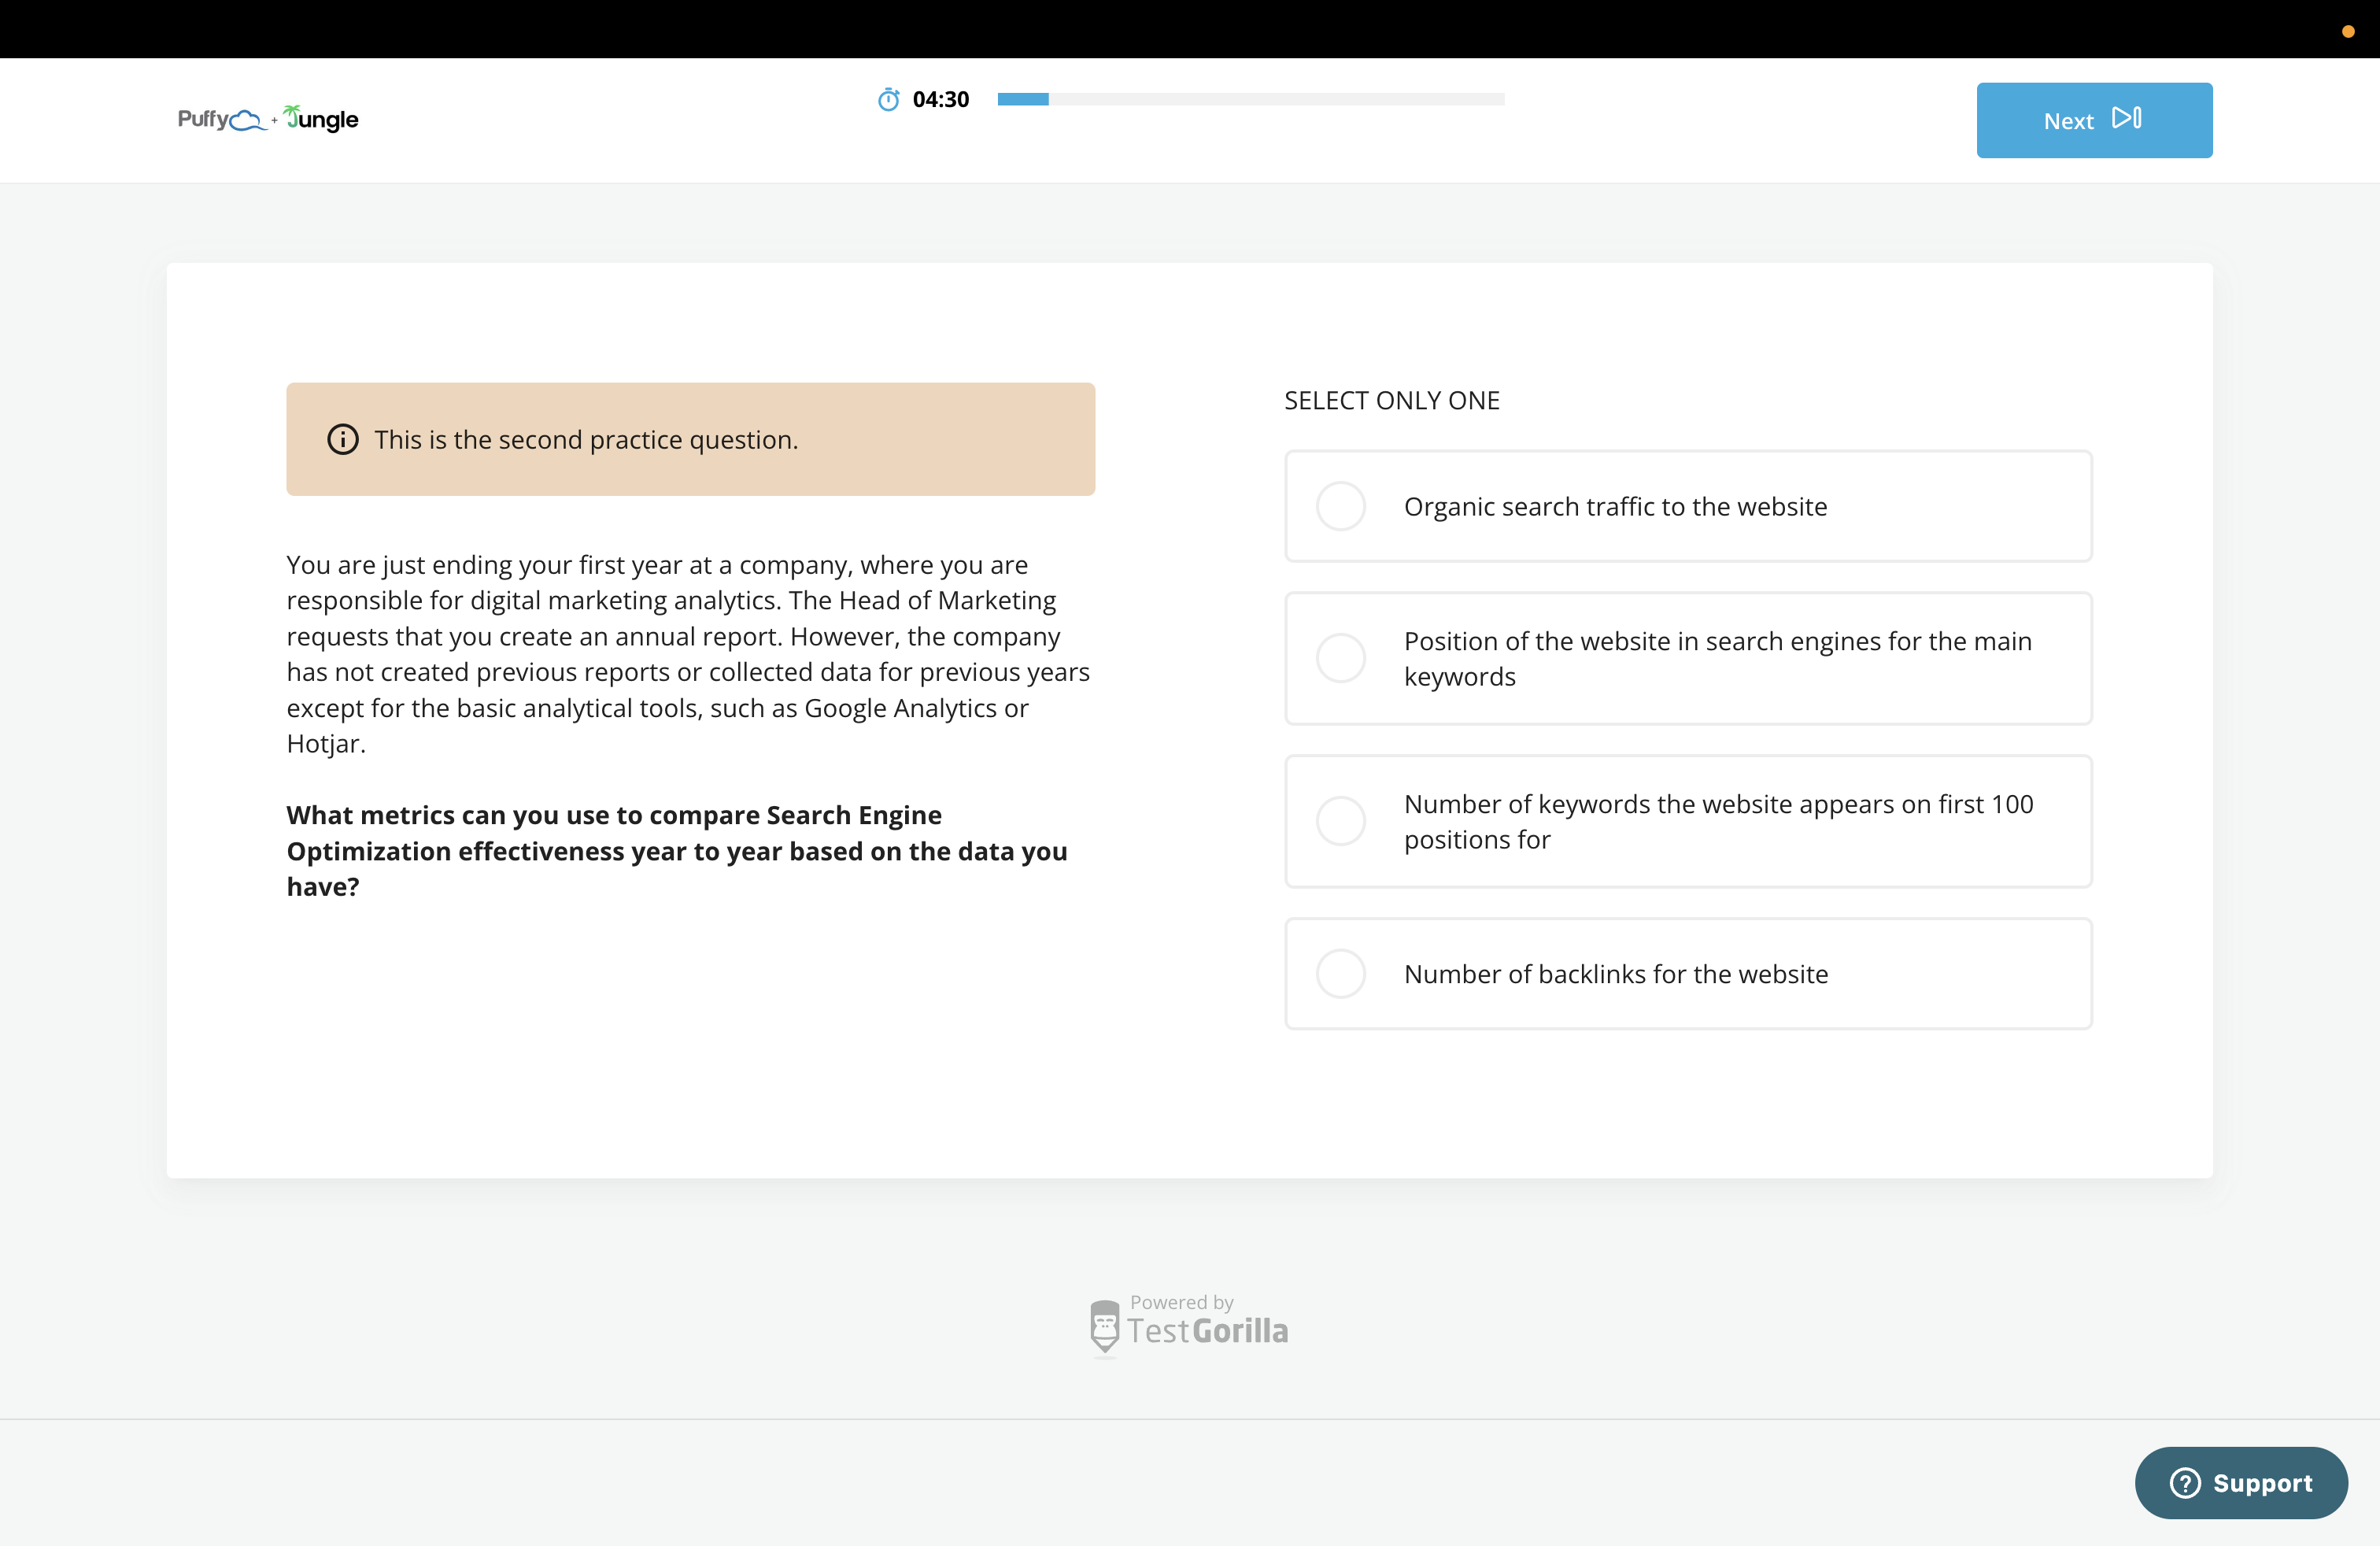 Puffy + Jungle
04:30
Next
This is the second practice question.
You are just ending your first year at a company, where you are
responsible for digital marketing analytics. The Head of Marketing
requests that you create an annual report. However, the company
has not created previous reports or collected data for previous years
except for the basic analytical tools, such as Google Analytics or
Hotjar.
What metrics can you use to compare Search Engine
Optimization effectiveness year to year based on the data you
have?
SELECT ONLY ONE
Organic search traffic to the website
Position of the website in search engines for the main
keywords
Number of keywords the website appears on first 100
positions for
Number of backlinks for the website
Powered by
TestGorilla
Support